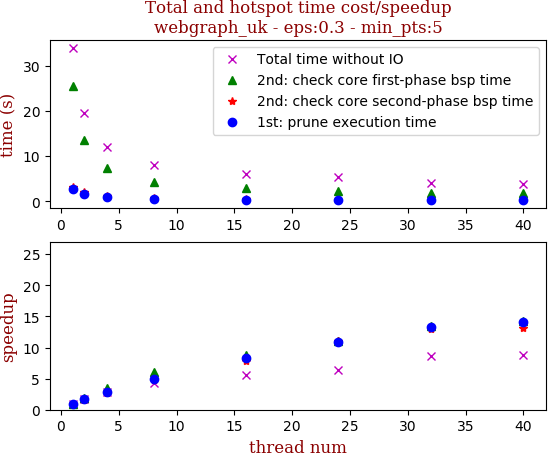 Total and hotspot time cost/speedup
webgraph_uk - eps:0.3 - min_pts:5
time (s)
30
20
10
0
Total time without IO
2nd: check core first-phase bsp time
2nd: check core second-phase bsp time
1st: prune execution time
0 5 10 15 20 25 30 35 40
speedup
25
20
15
10
5
0
0 5 10 15 20 25 30 35 40
thread num